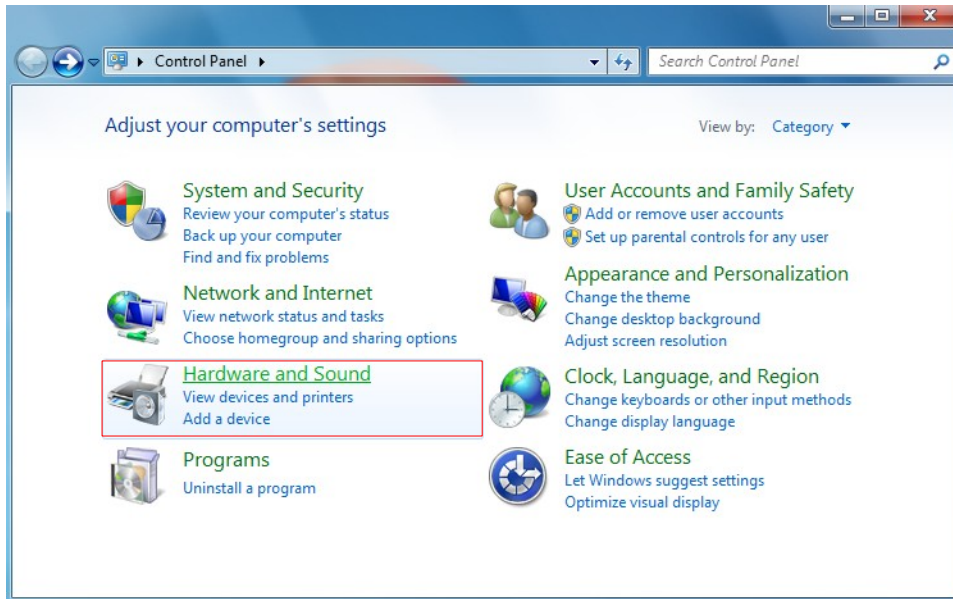 Control Panel
Search Control Panel
Adjust your computer's settings
View by: Category
System and Security
Review your computer's status
Back up your computer
Find and fix problems
Network and Internet
View network status and tasks
Choose homegroup and sharing options
Hardware and Sound
View devices and printers
Add a device
Programs
Uninstall a program
User Accounts and Family Safety
Add or remove user accounts
Set up parental controls for any user
Appearance and Personalization
Change the theme
Change desktop background
Adjust screen resolution
Clock, Language, and Region
Change keyboards or other input methods
Change display language
Ease of Access
Let Windows suggest settings
Optimize visual display